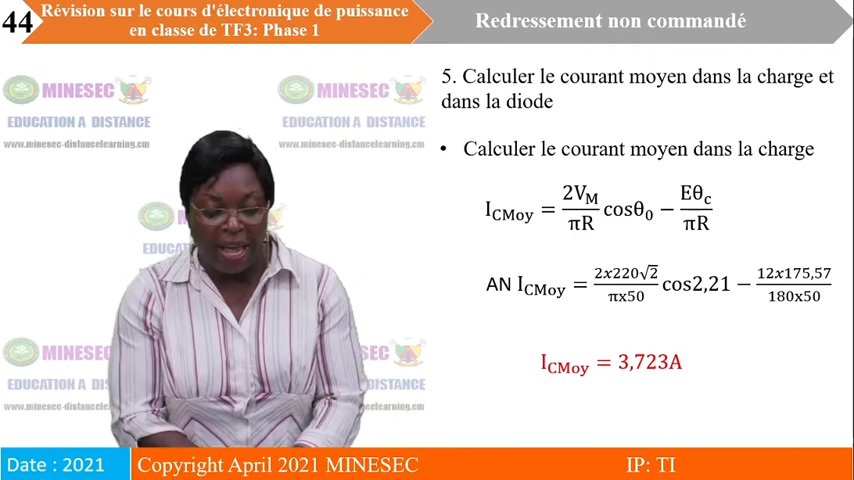 44
Révision sur le cours d'électronique de puissance
en classe de TF3: Phase 1
Redressement non commandé
MINESEC
EDUCATION A DISTANCE
www.minesec-distancelearning.cm
MINESEC
EDUCATION A DISTANCE
www.minesec-distancelearning.cm
5. Calculer le courant moyen dans la charge et
dans la diode
• Calculer le courant moyen dans la charge
I_CMoy = 2V_M/πR cosθ₀ − Eθ_c/πR
AN I_CMoy = 2x220√2/πx50 cos2,21 − 12x175,57/180x50
I_CMoy = 3,723A
MINESEC
EDUCATION A DIS
www.minesec-distancele
SEC
DISTANCE
arning.cm
Date : 2021
Copyright April 2021 MINESEC
IP: TI